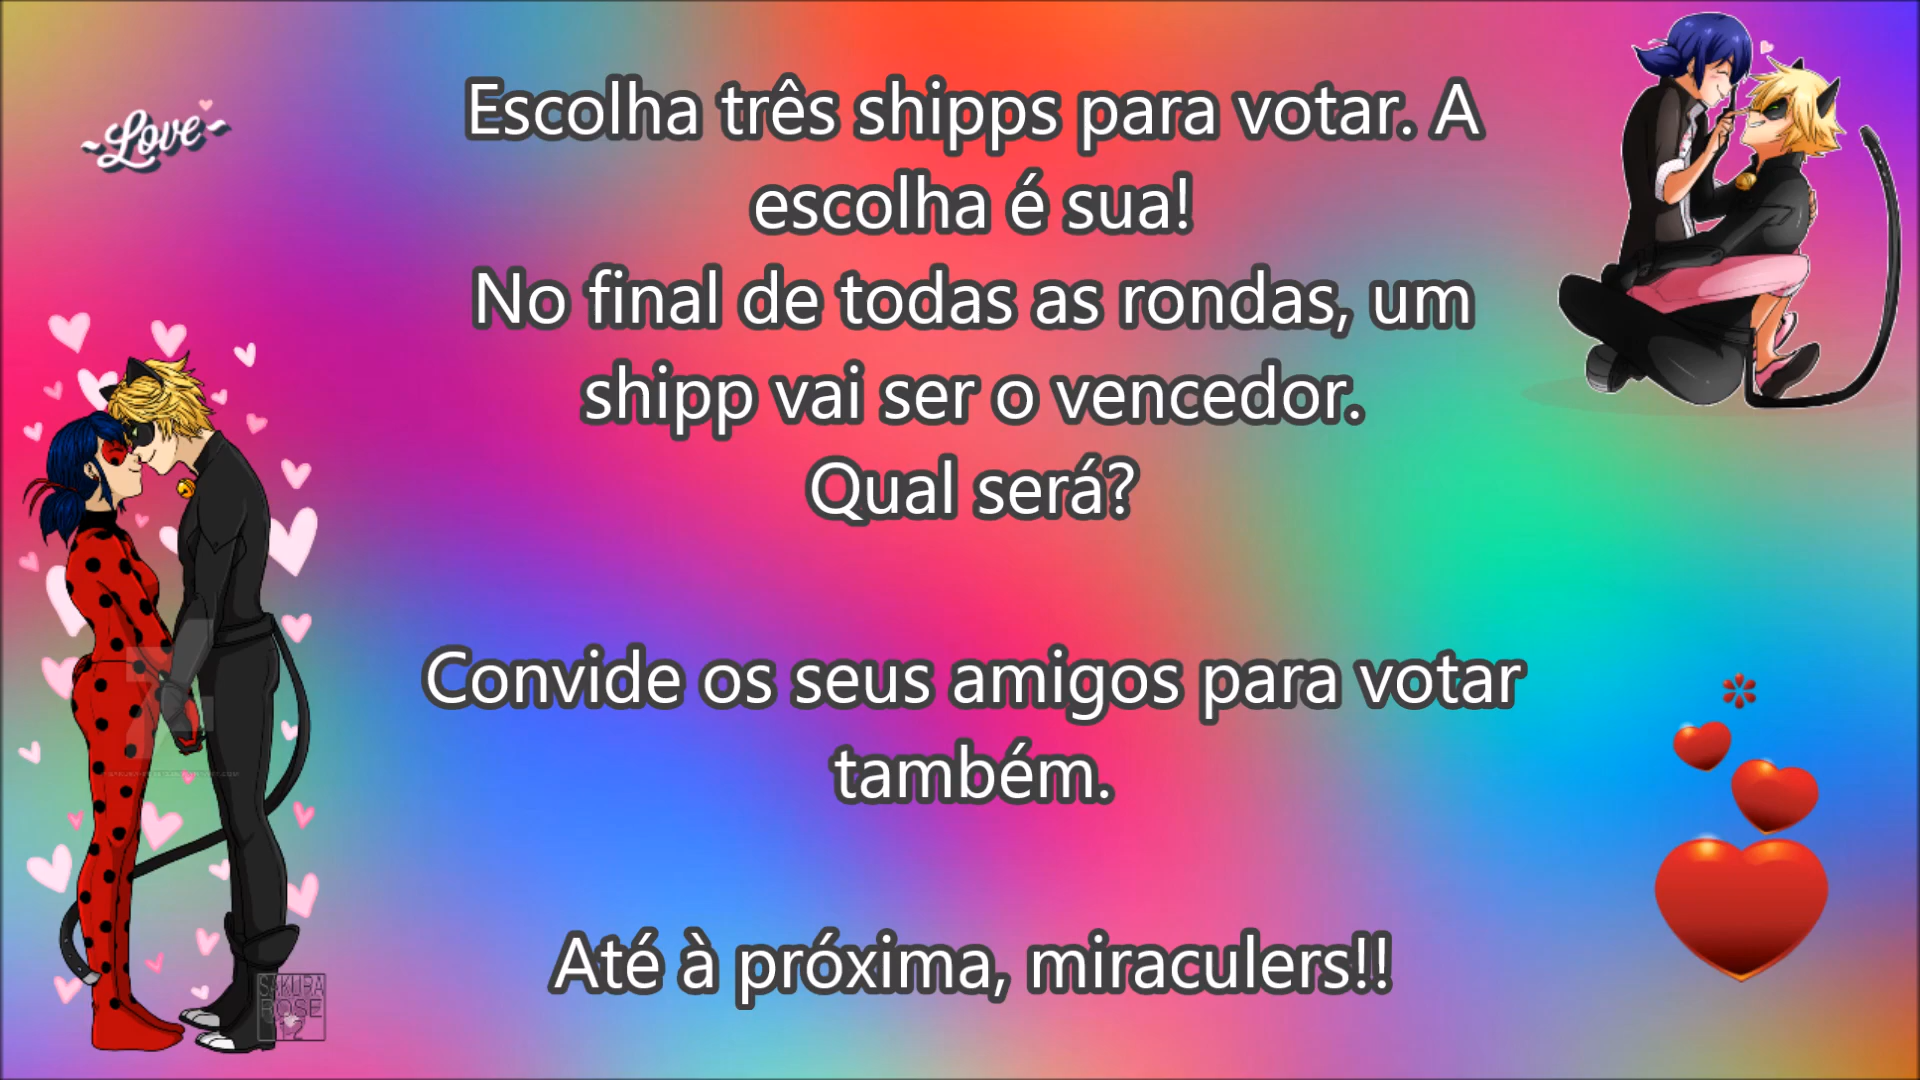 ~Love~
Escolha três shipps para votar. A
escolha é sua!
No final de todas as rondas, um
shipp vai ser o vencedor.
Qual será?
Convide os seus amigos para votar
também.
Até à próxima, miraculers!!
SAKURA
ROSE
12